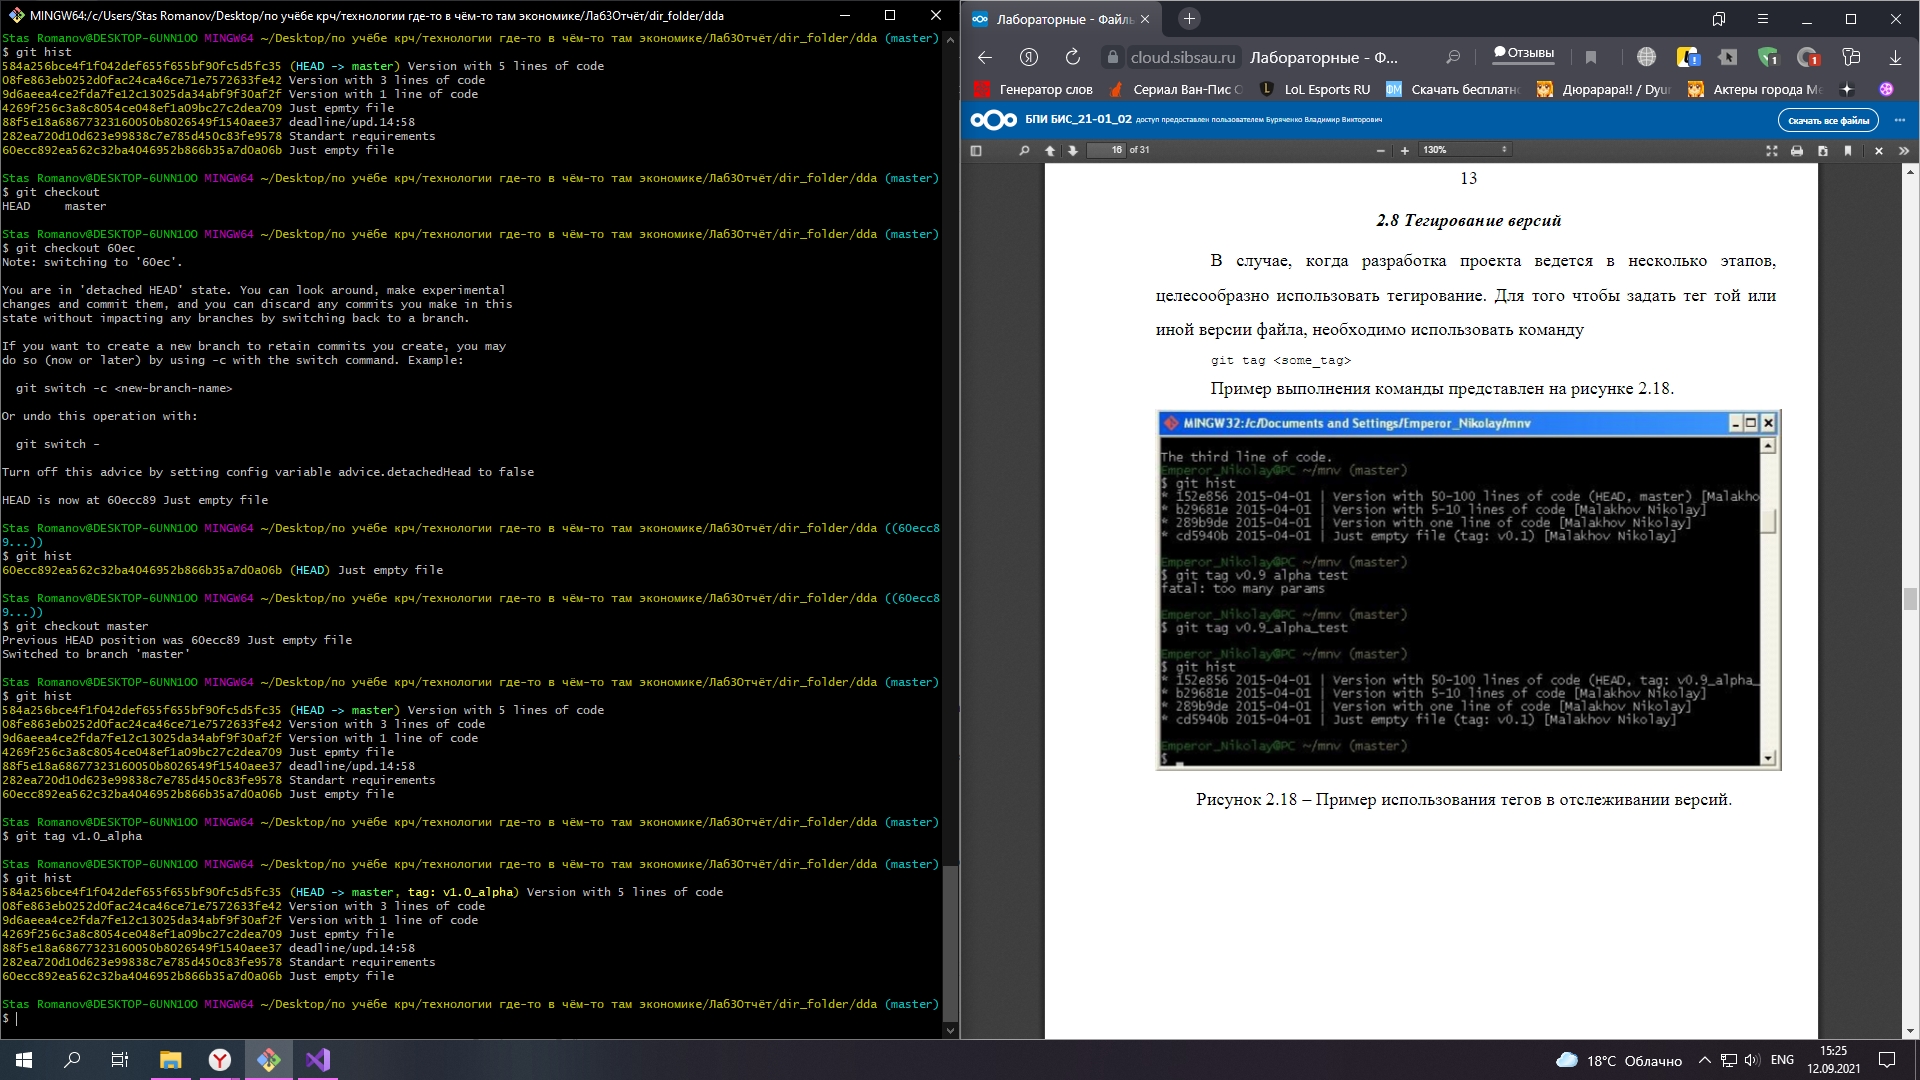 MINGW64:/c/Users/Stas Romanov/Desktop/по учёбе крч/технологии где-то в чём-то там экономике/Лаб3Отчёт/dir_folder/dda
Stas Romanov@DESKTOP-6UNN1OO MINGW64 ~/Desktop/по учёбе крч/технологии где-то в чём-то там экономике/Лаб3Отчёт/dir_folder/dda (master)
$ git hist
584a256bce4f1f042def655f655bf90fc5d5fc35 (HEAD -> master) Version with 5 lines of code
08fe863eb0252d0fac24ca46ce71e7572633fe42 Version with 3 lines of code
9d6aeea4ce2fda7fe12c13025da34abf9f30af2f Version with 1 line of code
4269f256c3a8c8054ce048ef1a09bc27c2dea709 Just epmty file
88f5e18a68677323160050b8026549f1540aee37 deadline/upd.14:58
282ea720d10d623e99838c7e785d450c83fe9578 Standart requirements
60ecc892ea562c32ba4046952b866b35a7d0a06b Just empty file
Stas Romanov@DESKTOP-6UNN1OO MINGW64 ~/Desktop/по учёбе крч/технологии где-то в чём-то там экономике/Лаб3Отчёт/dir_folder/dda (master)
$ git checkout
HEAD master
Stas Romanov@DESKTOP-6UNN1OO MINGW64 ~/Desktop/по учёбе крч/технологии где-то в чём-то там экономике/Лаб3Отчёт/dir_folder/dda (master)
$ git checkout 60ec
Note: switching to '60ec'.
You are in 'detached HEAD' state. You can look around, make experimental
changes and commit them, and you can discard any commits you make in this
state without impacting any branches by switching back to a branch.
If you want to create a new branch to retain commits you create, you may
do so (now or later) by using -c with the switch command. Example:
git switch -c <new-branch-name>
Or undo this operation with:
git switch -
Turn off this advice by setting config variable advice.detachedHead to false
HEAD is now at 60ecc89 Just empty file
Stas Romanov@DESKTOP-6UNN1OO MINGW64 ~/Desktop/по учёбе крч/технологии где-то в чём-то там экономике/Лаб3Отчёт/dir_folder/dda ((60ecc8
9...))
$ git hist
60ecc892ea562c32ba4046952b866b35a7d0a06b (HEAD) Just empty file
Stas Romanov@DESKTOP-6UNN1OO MINGW64 ~/Desktop/по учёбе крч/технологии где-то в чём-то там экономике/Лаб3Отчёт/dir_folder/dda ((60ecc8
9...))
$ git checkout master
Previous HEAD position was 60ecc89 Just empty file
Switched to branch 'master'
Stas Romanov@DESKTOP-6UNN1OO MINGW64 ~/Desktop/по учёбе крч/технологии где-то в чём-то там экономике/Лаб3Отчёт/dir_folder/dda (master)
$ git hist
584a256bce4f1f042def655f655bf90fc5d5fc35 (HEAD -> master) Version with 5 lines of code
08fe863eb0252d0fac24ca46ce71e7572633fe42 Version with 3 lines of code
9d6aeea4ce2fda7fe12c13025da34abf9f30af2f Version with 1 line of code
4269f256c3a8c8054ce048ef1a09bc27c2dea709 Just epmty file
88f5e18a68677323160050b8026549f1540aee37 deadline/upd.14:58
282ea720d10d623e99838c7e785d450c83fe9578 Standart requirements
60ecc892ea562c32ba4046952b866b35a7d0a06b Just empty file
Stas Romanov@DESKTOP-6UNN1OO MINGW64 ~/Desktop/по учёбе крч/технологии где-то в чём-то там экономике/Лаб3Отчёт/dir_folder/dda (master)
$ git tag v1.0_alpha
Stas Romanov@DESKTOP-6UNN1OO MINGW64 ~/Desktop/по учёбе крч/технологии где-то в чём-то там экономике/Лаб3Отчёт/dir_folder/dda (master)
$ git hist
584a256bce4f1f042def655f655bf90fc5d5fc35 (HEAD -> master, tag: v1.0_alpha) Version with 5 lines of code
08fe863eb0252d0fac24ca46ce71e7572633fe42 Version with 3 lines of code
9d6aeea4ce2fda7fe12c13025da34abf9f30af2f Version with 1 line of code
4269f256c3a8c8054ce048ef1a09bc27c2dea709 Just epmty file
88f5e18a68677323160050b8026549f1540aee37 deadline/upd.14:58
282ea720d10d623e99838c7e785d450c83fe9578 Standart requirements
60ecc892ea562c32ba4046952b866b35a7d0a06b Just empty file
Stas Romanov@DESKTOP-6UNN1OO MINGW64 ~/Desktop/по учёбе крч/технологии где-то в чём-то там экономике/Лаб3Отчёт/dir_folder/dda (master)
$
Лабораторные - Файль
cloud.sibsau.ru Лабораторные - Ф... Отзывы
Генератор слов Сериал Ван-Пис С LoL Esports RU Скачать бесплатн Дюрарара!! / Dyur Актеры города Ме
БПИ БИС_21-01_02 доступ предоставлен пользователем Буряченко Владимир Викторович Скачать все файлы
16 of 31 130%
13
2.8 Тегирование версий
В случае, когда разработка проекта ведется в несколько этапов,
целесообразно использовать тегирование. Для того чтобы задать тег той или
иной версии файла, необходимо использовать команду
git tag <some_tag>
Пример выполнения команды представлен на рисунке 2.18.
MINGW32:/c/Documents and Settings/Emperor_Nikolay/mnv
The third line of code.
Emperor_Nikolay@PC ~/mnv (master)
$ git hist
* 152e856 2015-04-01 | Version with 50-100 lines of code (HEAD, master) [Malakho
* b29681e 2015-04-01 | Version with 5-10 lines of code [Malakhov Nikolay]
* 289b9de 2015-04-01 | Version with one line of code [Malakhov Nikolay]
* cd5940b 2015-04-01 | Just empty file (tag: v0.1) [Malakhov Nikolay]
Emperor_Nikolay@PC ~/mnv (master)
$ git tag v0.9 alpha test
fatal: too many params
Emperor_Nikolay@PC ~/mnv (master)
$ git tag v0.9_alpha_test
Emperor_Nikolay@PC ~/mnv (master)
$ git hist
* 152e856 2015-04-01 | Version with 50-100 lines of code (HEAD, tag: v0.9_alpha_
* b29681e 2015-04-01 | Version with 5-10 lines of code [Malakhov Nikolay]
* 289b9de 2015-04-01 | Version with one line of code [Malakhov Nikolay]
* cd5940b 2015-04-01 | Just empty file (tag: v0.1) [Malakhov Nikolay]
Emperor_Nikolay@PC ~/mnv (master)
$
Рисунок 2.18 – Пример использования тегов в отслеживании версий.
18°C Облачно ENG 15:25
12.09.2021